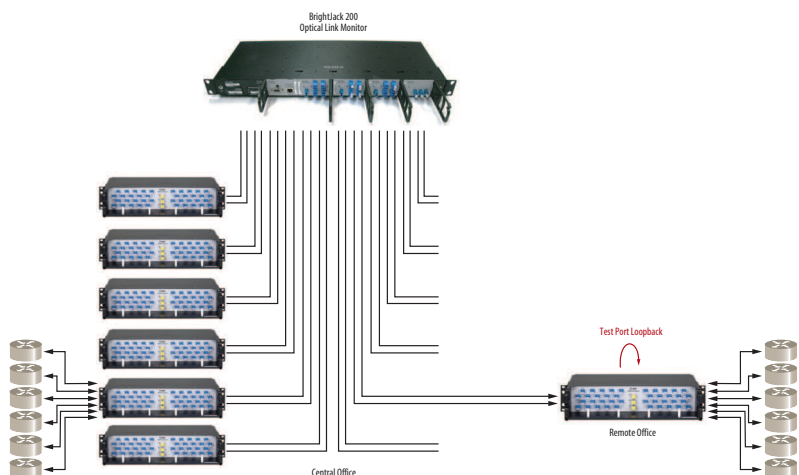 BrightJack 200
Optical Link Monitor
Test Port Loopback
Remote Office
Central Office